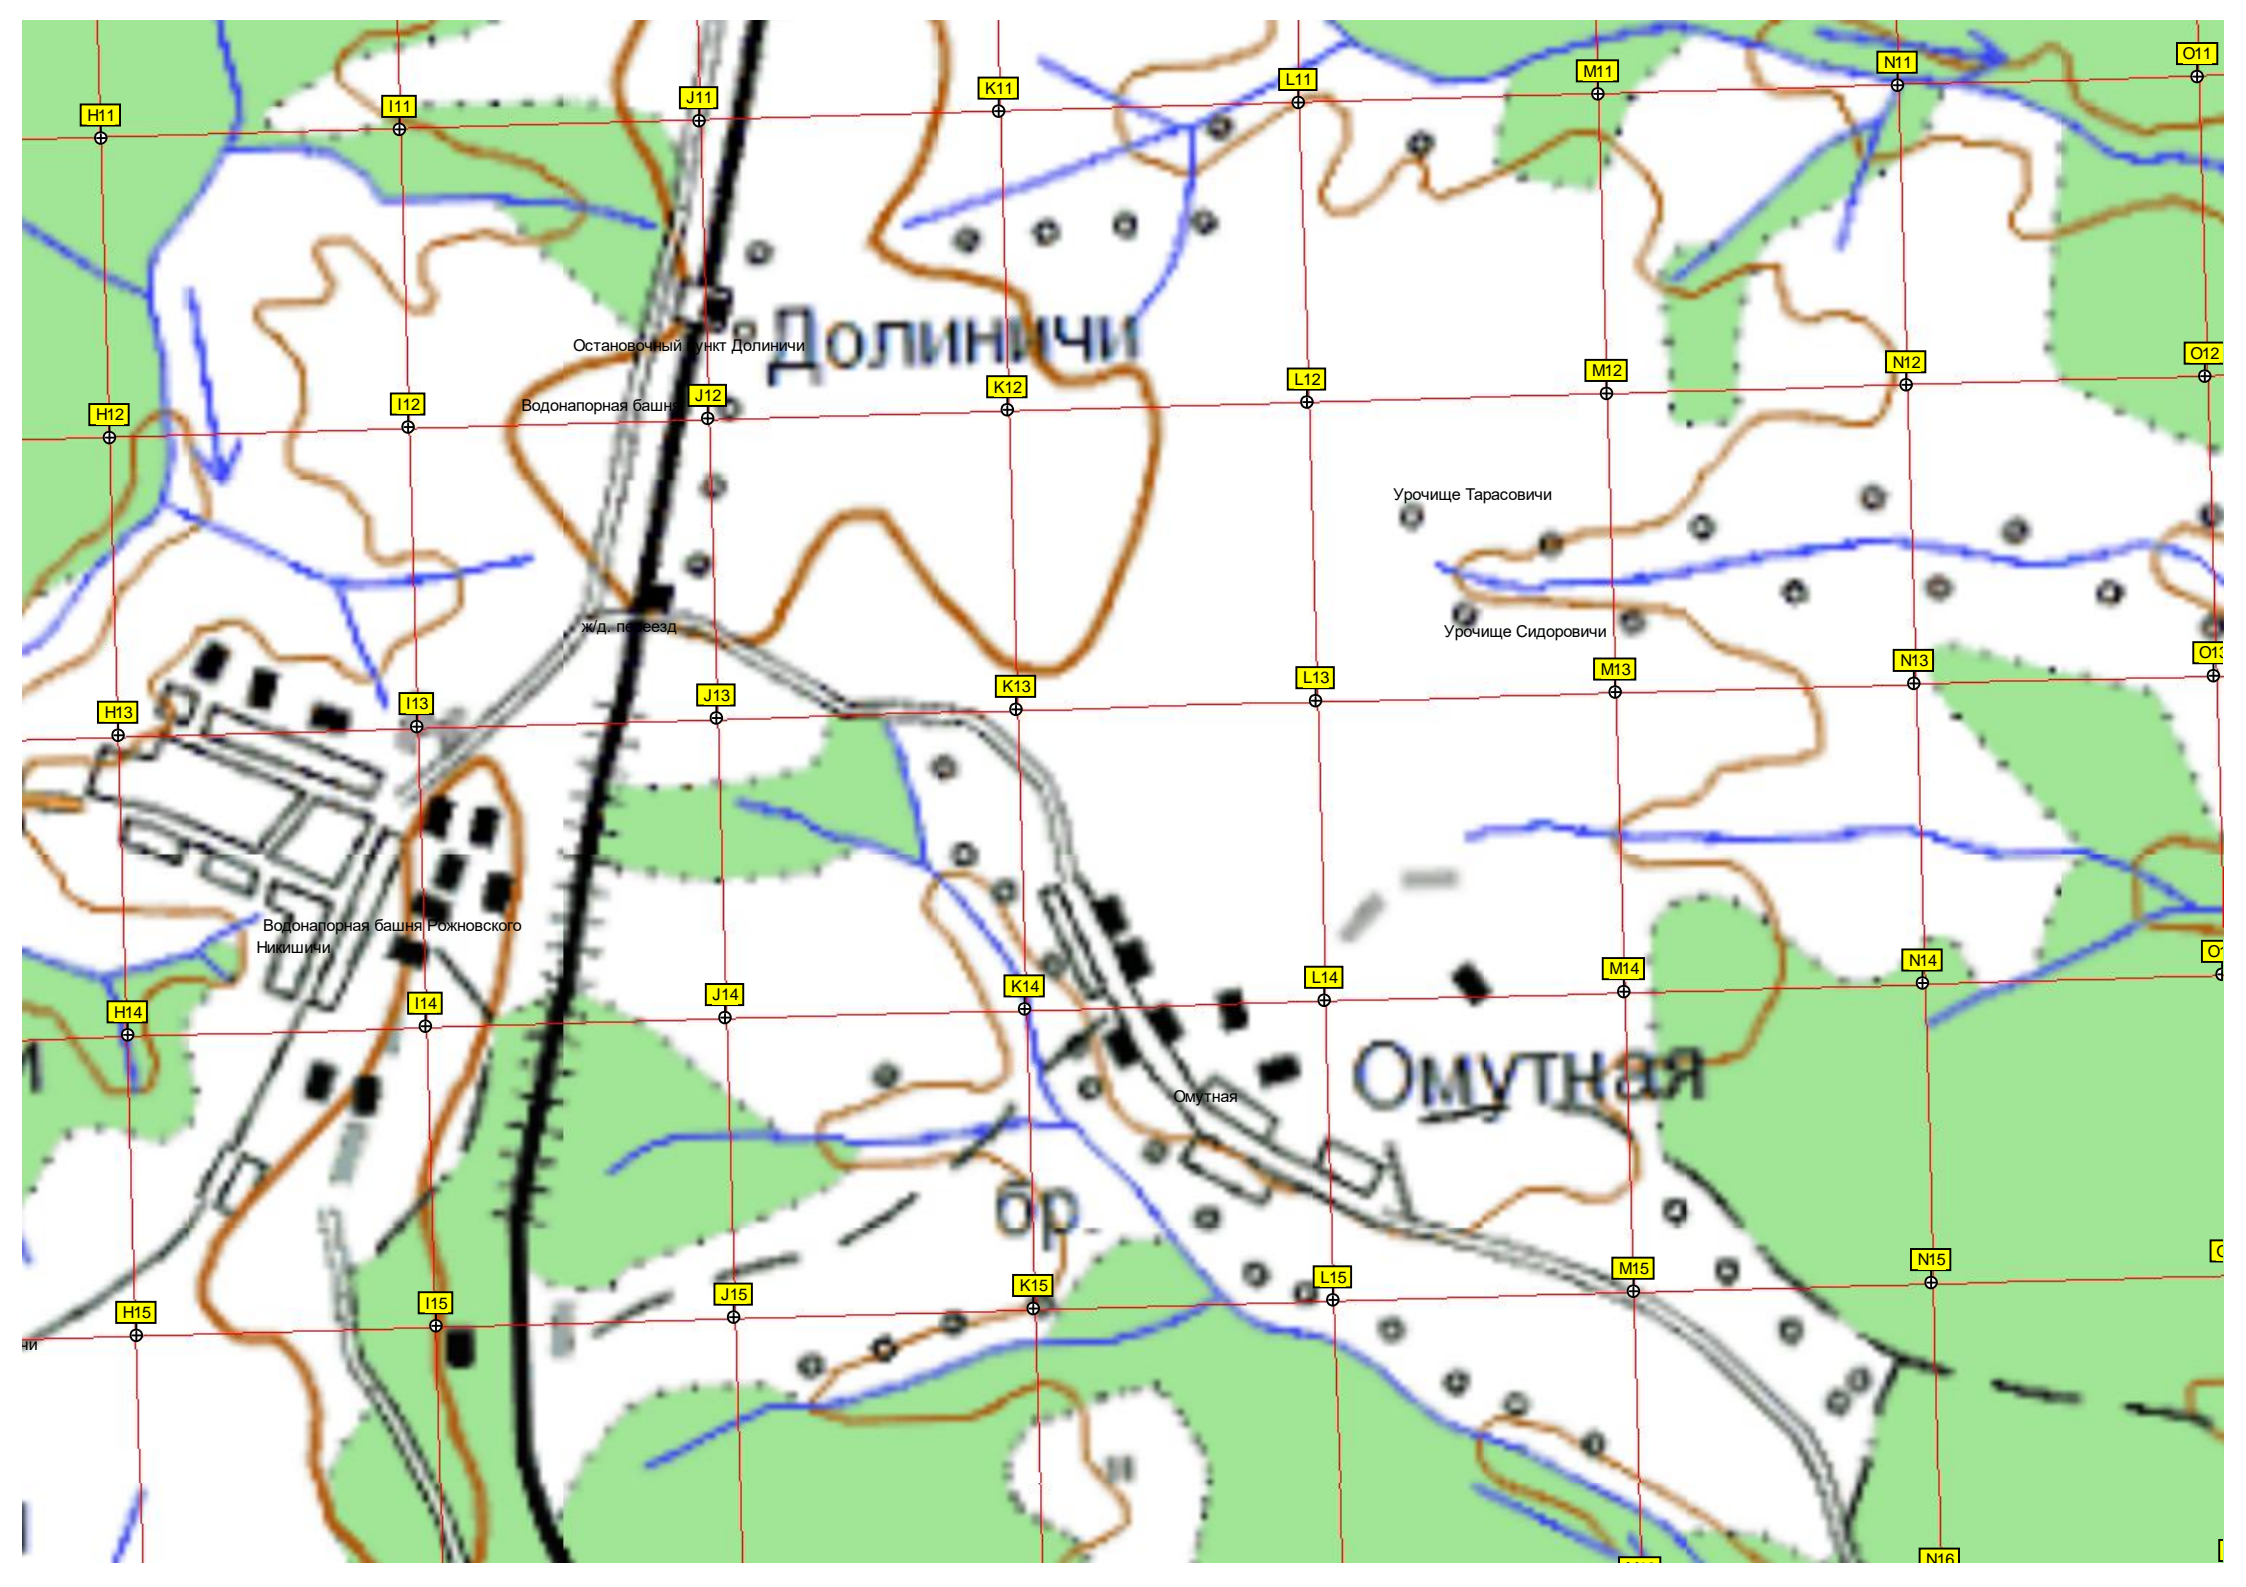 O11
N11
M11
L11
K11
J11
I11
H11
Долиничи
Остановочный пункт Долиничи
O12
N12
M12
L12
K12
J12
Водонапорная башня
I12
H12
Урочище Тарасовичи
ж/д. переезд
Урочище Сидоровичи
O13
N13
M13
L13
K13
J13
I13
H13
Водонапорная башня Рожновского
Никишичи
N14
M14
L14
K14
J14
I14
H14
Омутная
Омутная
бр.
N15
M15
L15
K15
J15
I15
H15
чи
N16